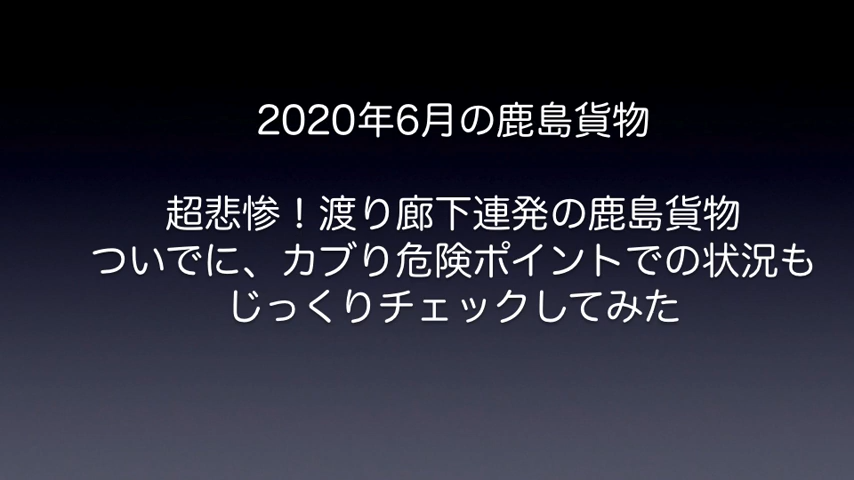 2020年6月の鹿島貨物
超悲惨！渡り廊下連発の鹿島貨物
ついでに、カブり危険ポイントでの状況も
じっくりチェックしてみた